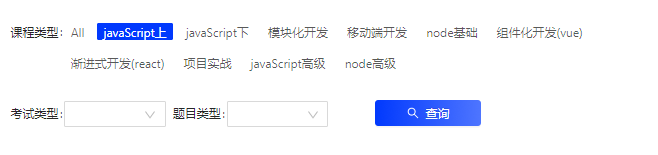 课程类型: All javaScript上 javaScript下 模块化开发 移动端开发 node基础 组件化开发(vue)
渐进式开发(react) 项目实战 javaScript高级 node高级
考试类型: 题目类型: 查询